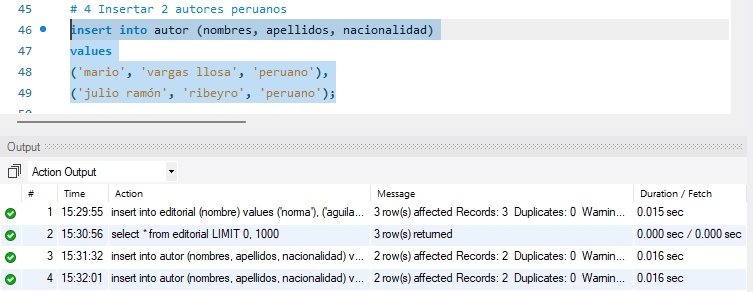 45 # 4 Insertar 2 autores peruanos
46 insert into autor (nombres, apellidos, nacionalidad)
47 values
48 ('mario', 'vargas llosa', 'peruano'),
49 ('julio ramón', 'ribeyro', 'peruano');
Output
Action Output
# Time Action Message Duration / Fetch
1 15:29:55 insert into editorial (nombre) values ('norma'), ('aguila... 3 row(s) affected Records: 3 Duplicates: 0 Warnin... 0.015 sec
2 15:30:56 select * from editorial LIMIT 0, 1000 3 row(s) returned 0.000 sec / 0.000 sec
3 15:31:32 insert into autor (nombres, apellidos, nacionalidad) v... 2 row(s) affected Records: 2 Duplicates: 0 Warnin... 0.016 sec
4 15:32:01 insert into autor (nombres, apellidos, nacionalidad) v... 2 row(s) affected Records: 2 Duplicates: 0 Warnin... 0.016 sec